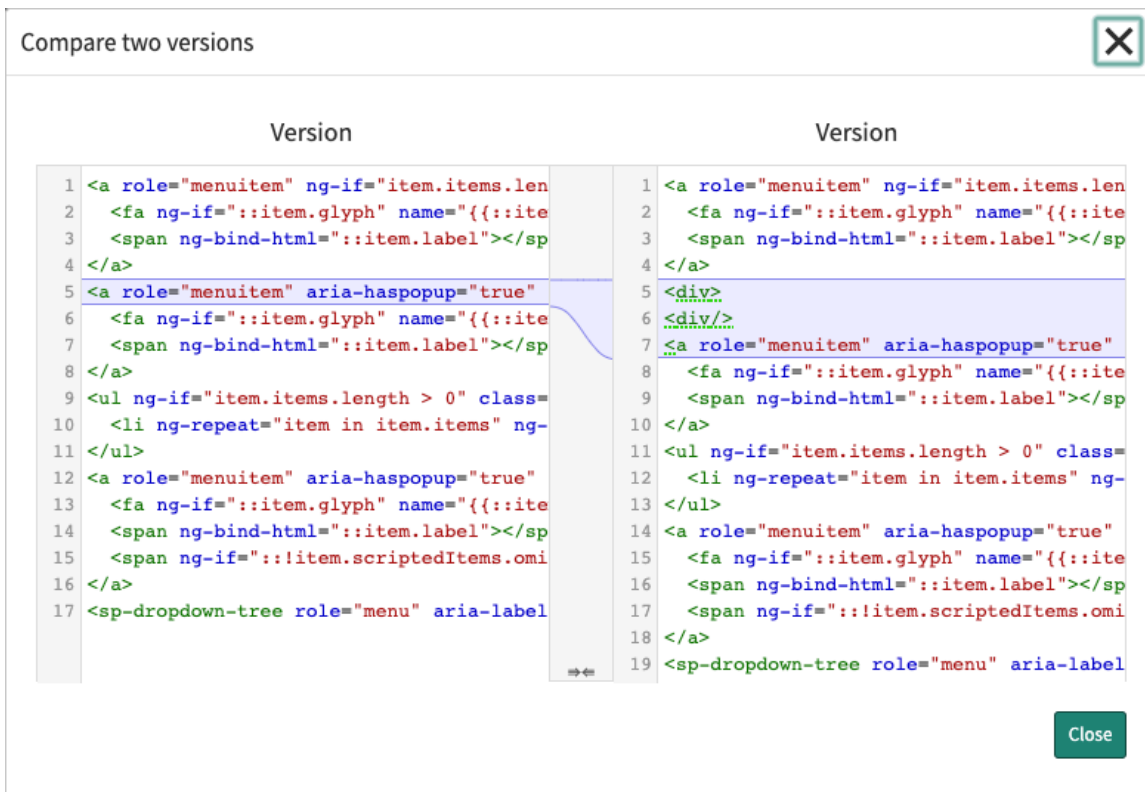 Compare two versions
Version
1 <a role="menuitem" ng-if="item.items.len
2   <fa ng-if="::item.glyph" name="{{::ite
3   <span ng-bind-html="::item.label"></sp
4 </a>
5 <a role="menuitem" aria-haspopup="true"
6   <fa ng-if="::item.glyph" name="{{::ite
7   <span ng-bind-html="::item.label"></sp
8 </a>
9 <ul ng-if="item.items.length > 0" class=
10   <li ng-repeat="item in item.items" ng-
11 </ul>
12 <a role="menuitem" aria-haspopup="true"
13   <fa ng-if="::item.glyph" name="{{::ite
14   <span ng-bind-html="::item.label"></sp
15   <span ng-if="::!item.scriptedItems.omi
16 </a>
17 <sp-dropdown-tree role="menu" aria-label
Version
1 <a role="menuitem" ng-if="item.items.len
2   <fa ng-if="::item.glyph" name="{{::ite
3   <span ng-bind-html="::item.label"></sp
4 </a>
5 <div>
6 <div/>
7 <a role="menuitem" aria-haspopup="true"
8   <fa ng-if="::item.glyph" name="{{::ite
9   <span ng-bind-html="::item.label"></sp
10 </a>
11 <ul ng-if="item.items.length > 0" class=
12   <li ng-repeat="item in item.items" ng-
13 </ul>
14 <a role="menuitem" aria-haspopup="true"
15   <fa ng-if="::item.glyph" name="{{::ite
16   <span ng-bind-html="::item.label"></sp
17   <span ng-if="::!item.scriptedItems.omi
18 </a>
19 <sp-dropdown-tree role="menu" aria-label
Close